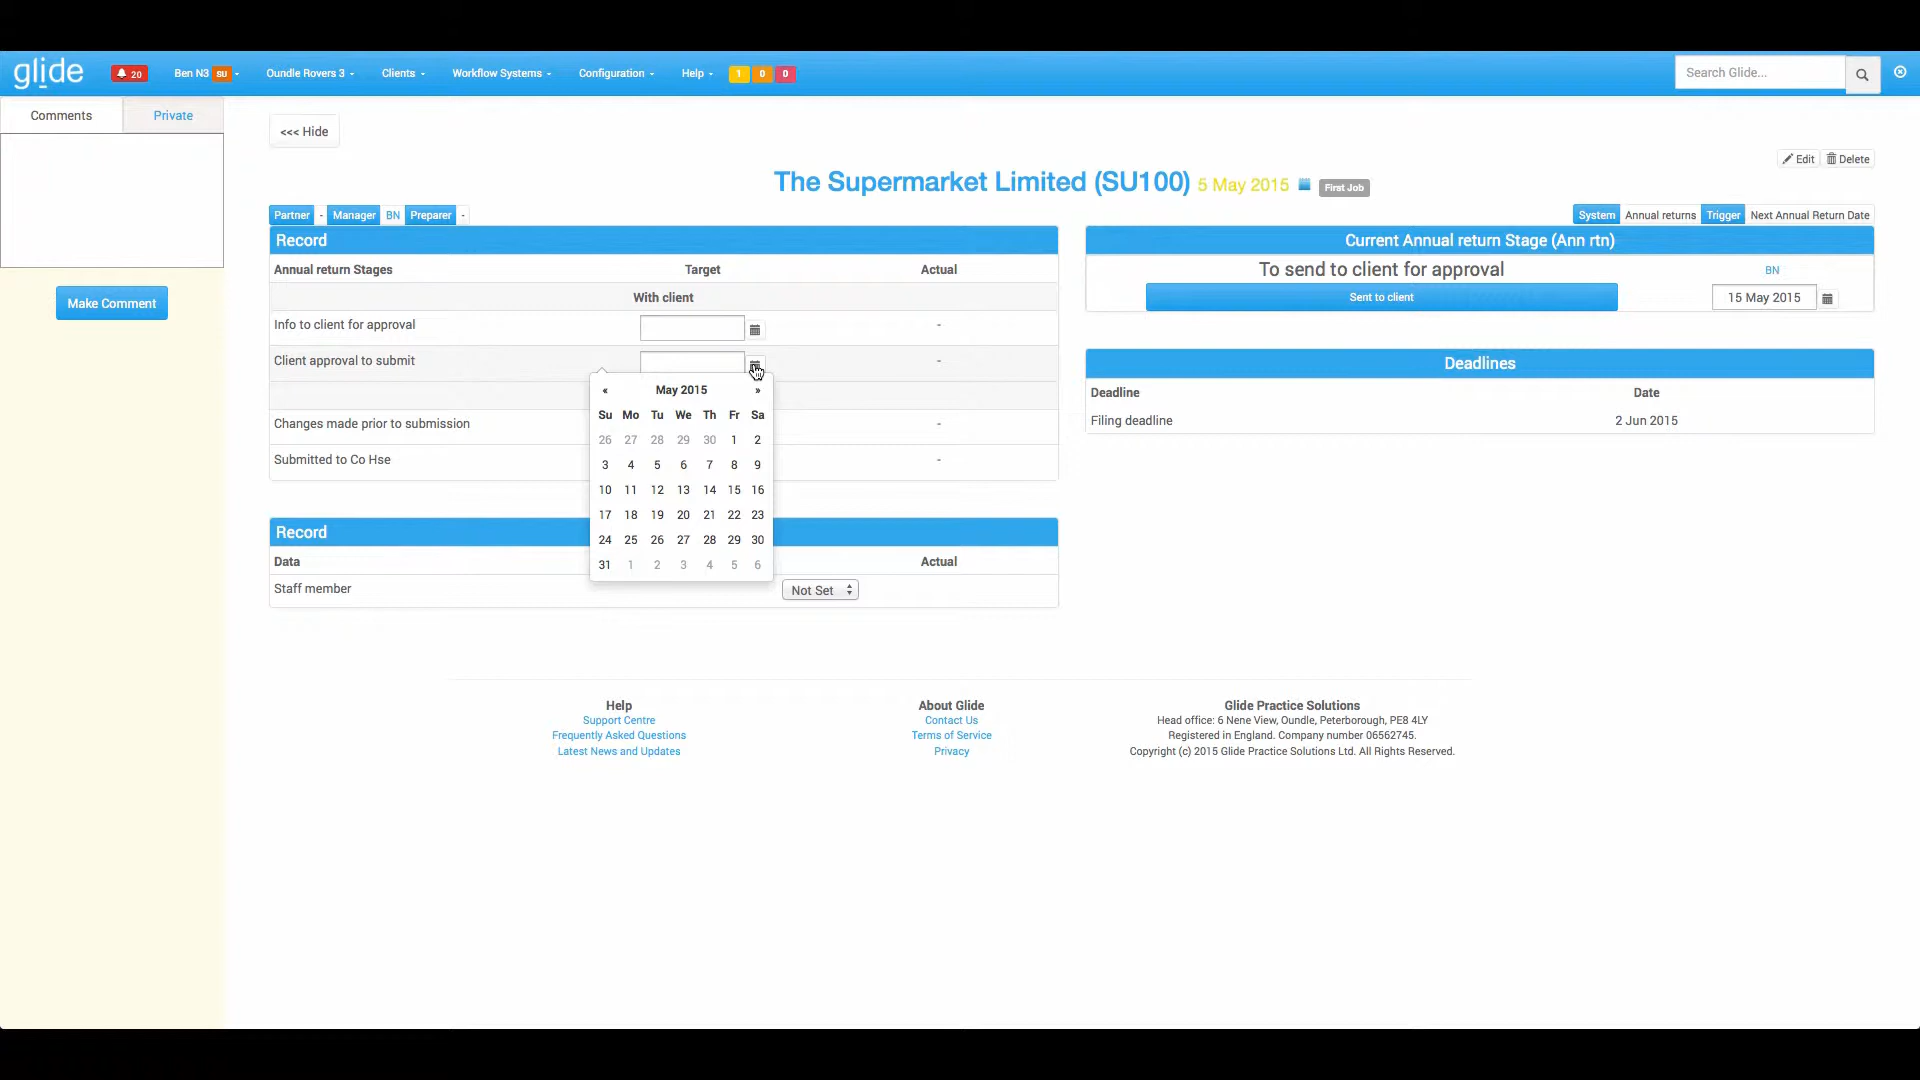 glide 20 Ben N3 SU Oundle Rovers 3 Clients Workflow Systems Configuration Help 1 0 0 Search Glide...
Comments Private
<<< Hide
Edit Delete
The Supermarket Limited (SU100) 5 May 2015 First Job
Partner - Manager BN Preparer -
System Annual returns Trigger Next Annual Return Date
Record
Annual return Stages Target Actual
With client
Info to client for approval -
Client approval to submit -
Changes made prior to submission -
Submitted to Co Hse -
« May 2015 »
Su Mo Tu We Th Fr Sa
26 27 28 29 30 1 2
3 4 5 6 7 8 9
10 11 12 13 14 15 16
17 18 19 20 21 22 23
24 25 26 27 28 29 30
31 1 2 3 4 5 6
Record
Data Actual
Staff member Not Set
Current Annual return Stage (Ann rtn)
To send to client for approval BN
Sent to client 15 May 2015
Deadlines
Deadline Date
Filing deadline 2 Jun 2015
Make Comment
Help
Support Centre
Frequently Asked Questions
Latest News and Updates
About Glide
Contact Us
Terms of Service
Privacy
Glide Practice Solutions
Head office: 6 Nene View, Oundle, Peterborough, PE8 4LY
Registered in England. Company number 06562745.
Copyright (c) 2015 Glide Practice Solutions Ltd. All Rights Reserved.